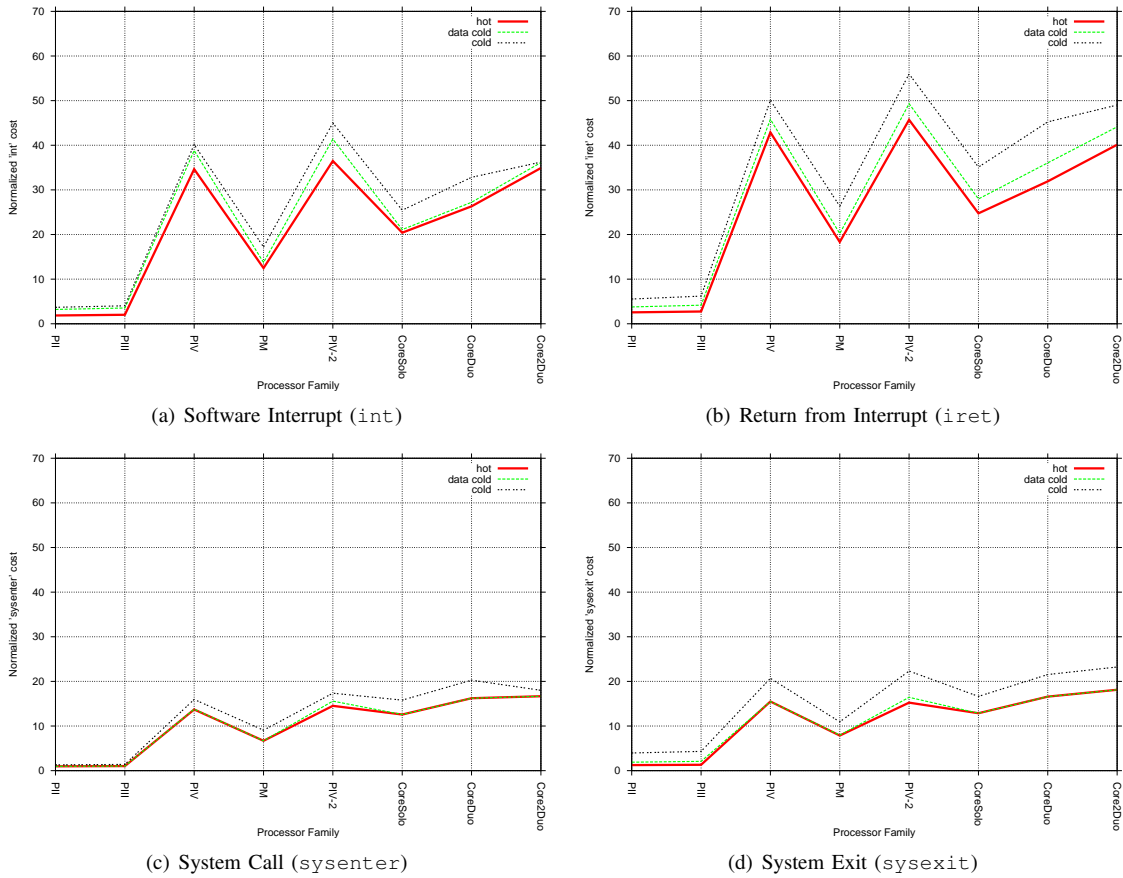 70
60
50
40
30
20
10
0
Normalized 'int' cost
hot
data cold
cold
PII
PIII
PIV
PM
PIV-2
CoreSolo
CoreDuo
Core2Duo
Processor Family
(a) Software Interrupt (int)
70
60
50
40
30
20
10
0
Normalized 'iret' cost
hot
data cold
cold
PII
PIII
PIV
PM
PIV-2
CoreSolo
CoreDuo
Core2Duo
Processor Family
(b) Return from Interrupt (iret)
70
60
50
40
30
20
10
0
Normalized 'sysenter' cost
hot
data cold
cold
PII
PIII
PIV
PM
PIV-2
CoreSolo
CoreDuo
Core2Duo
Processor Family
(c) System Call (sysenter)
70
60
50
40
30
20
10
0
Normalized 'sysexit' cost
hot
data cold
cold
PII
PIII
PIV
PM
PIV-2
CoreSolo
CoreDuo
Core2Duo
Processor Family
(d) System Exit (sysexit)